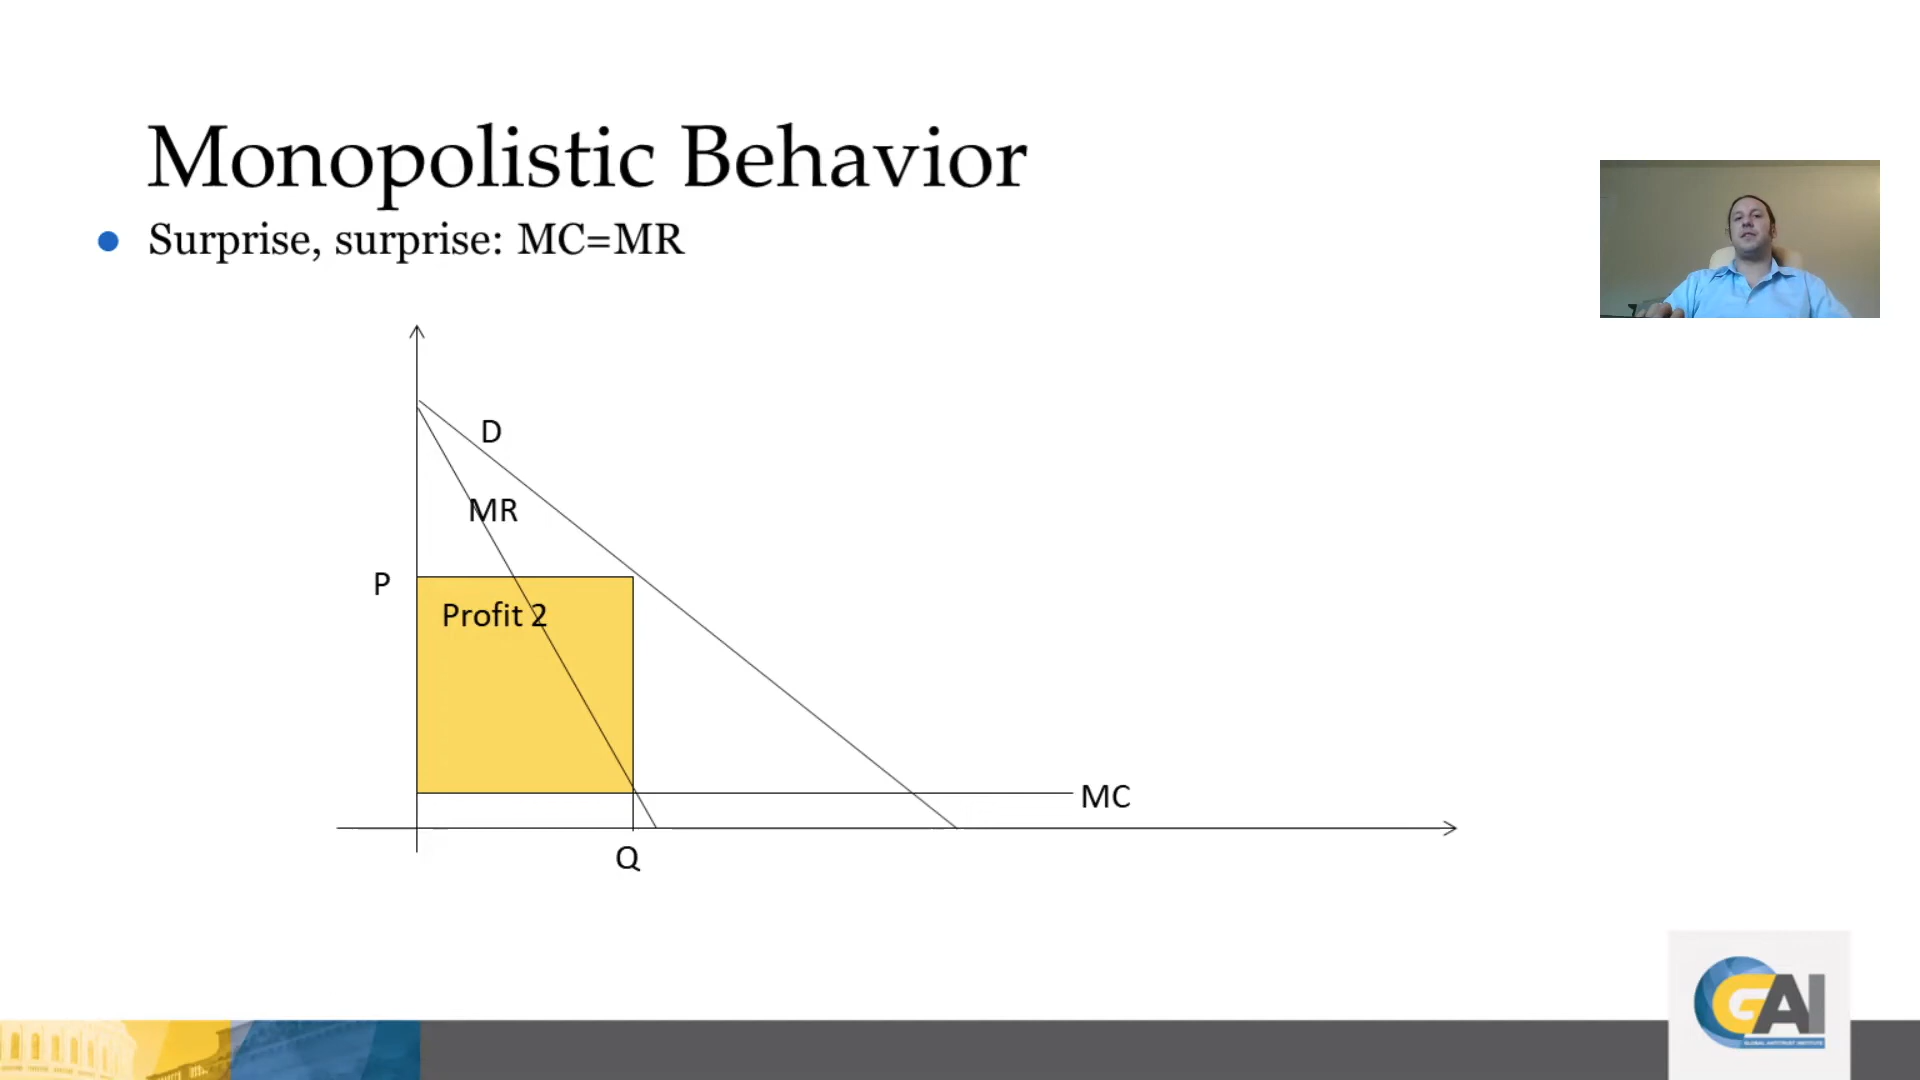 Monopolistic Behavior
Surprise, surprise: MC=MR
D
MR
P
Profit 2
MC
Q
GAI
GLOBAL ANTITRUST INSTITUTE